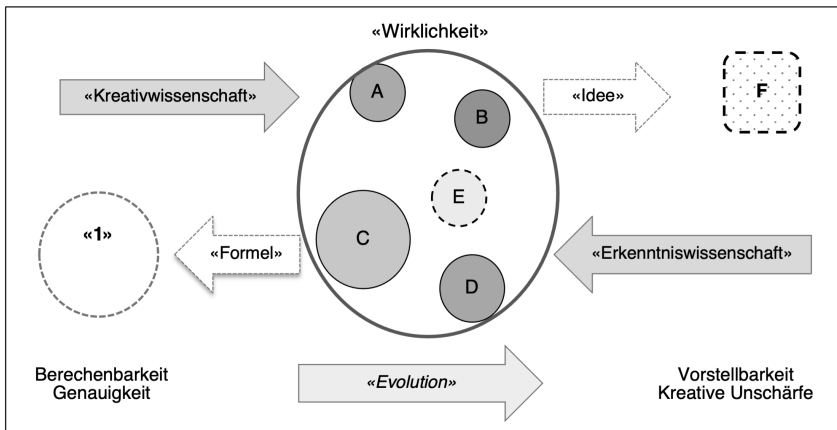 «Wirklichkeit»
«Kreativwissenschaft»
A
B
«Idee»
F
E
«1»
«Formel»
C
«Erkenntniswissenschaft»
D
Berechenbarkeit
Genauigkeit
«Evolution»
Vorstellbarkeit
Kreative Unschärfe